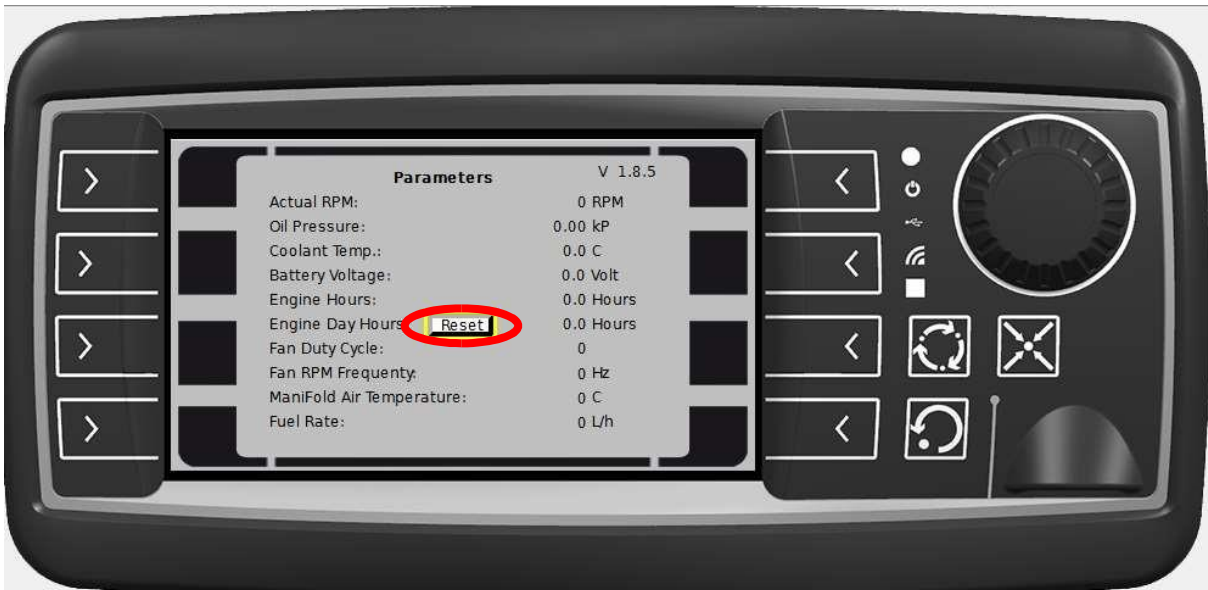 Parameters V 1.8.5
Actual RPM: 0 RPM
Oil Pressure: 0.00 kP
Coolant Temp.: 0.0 C
Battery Voltage: 0.0 Volt
Engine Hours: 0.0 Hours
Engine Day Hours Reset 0.0 Hours
Fan Duty Cycle: 0
Fan RPM Frequenty: 0 Hz
ManiFold Air Temperature: 0 C
Fuel Rate: 0 L/h